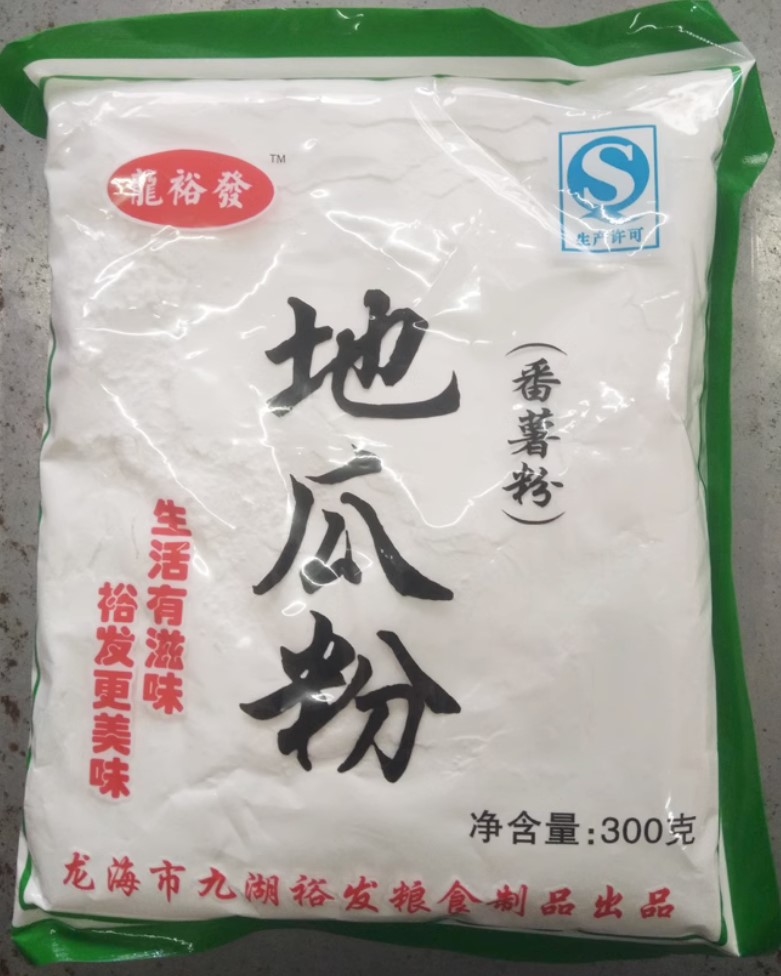 龍裕發 TM
S
生产许可
地瓜粉
(番薯粉)
生活有滋味
裕发更美味
净含量:300克
龙海市九湖裕发粮食制品出品